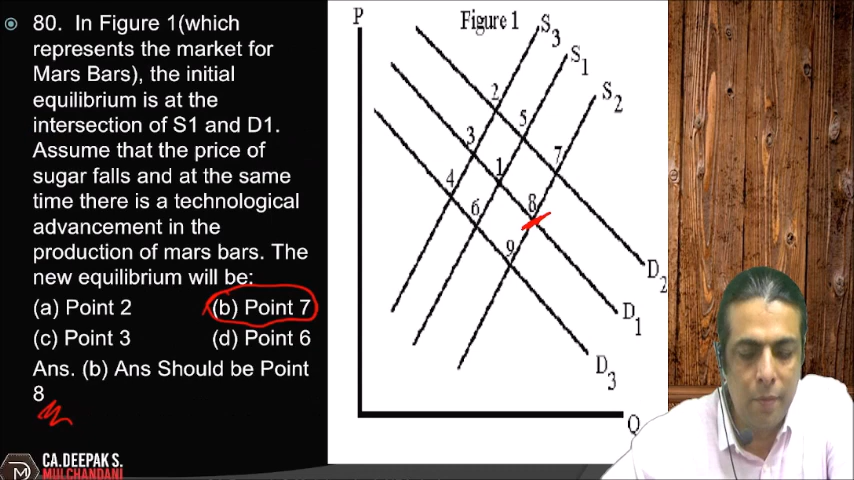 80. In Figure 1(which
represents the market for
Mars Bars), the initial
equilibrium is at the
intersection of S1 and D1.
Assume that the price of
sugar falls and at the same
time there is a technological
advancement in the
production of mars bars. The
new equilibrium will be:
(a) Point 2 (b) Point 7
(c) Point 3 (d) Point 6
Ans. (b) Ans Should be Point
8
CA.DEEPAK S.
MULCHANDANI
DM
P
Figure 1
S3
S1
S2
2
5
3
7
1
4
8
6
9
D2
D1
D3
Q